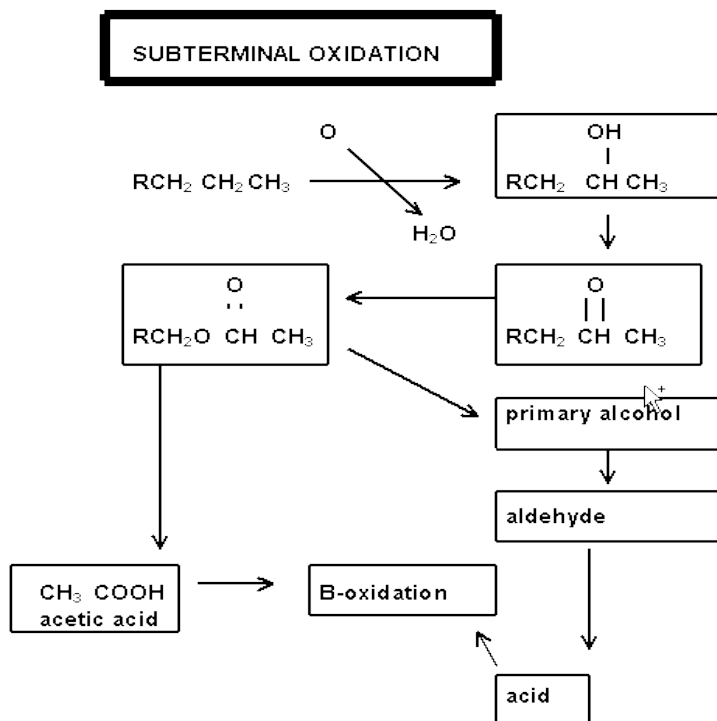 SUBTERMINAL OXIDATION
O
OH
RCH₂ CH₂ CH₃
RCH₂ CH CH₃
H₂O
O
O
RCH₂O CH CH₃
RCH₂ CH CH₃
primary alcohol
aldehyde
CH₃ COOH
acetic acid
B-oxidation
acid